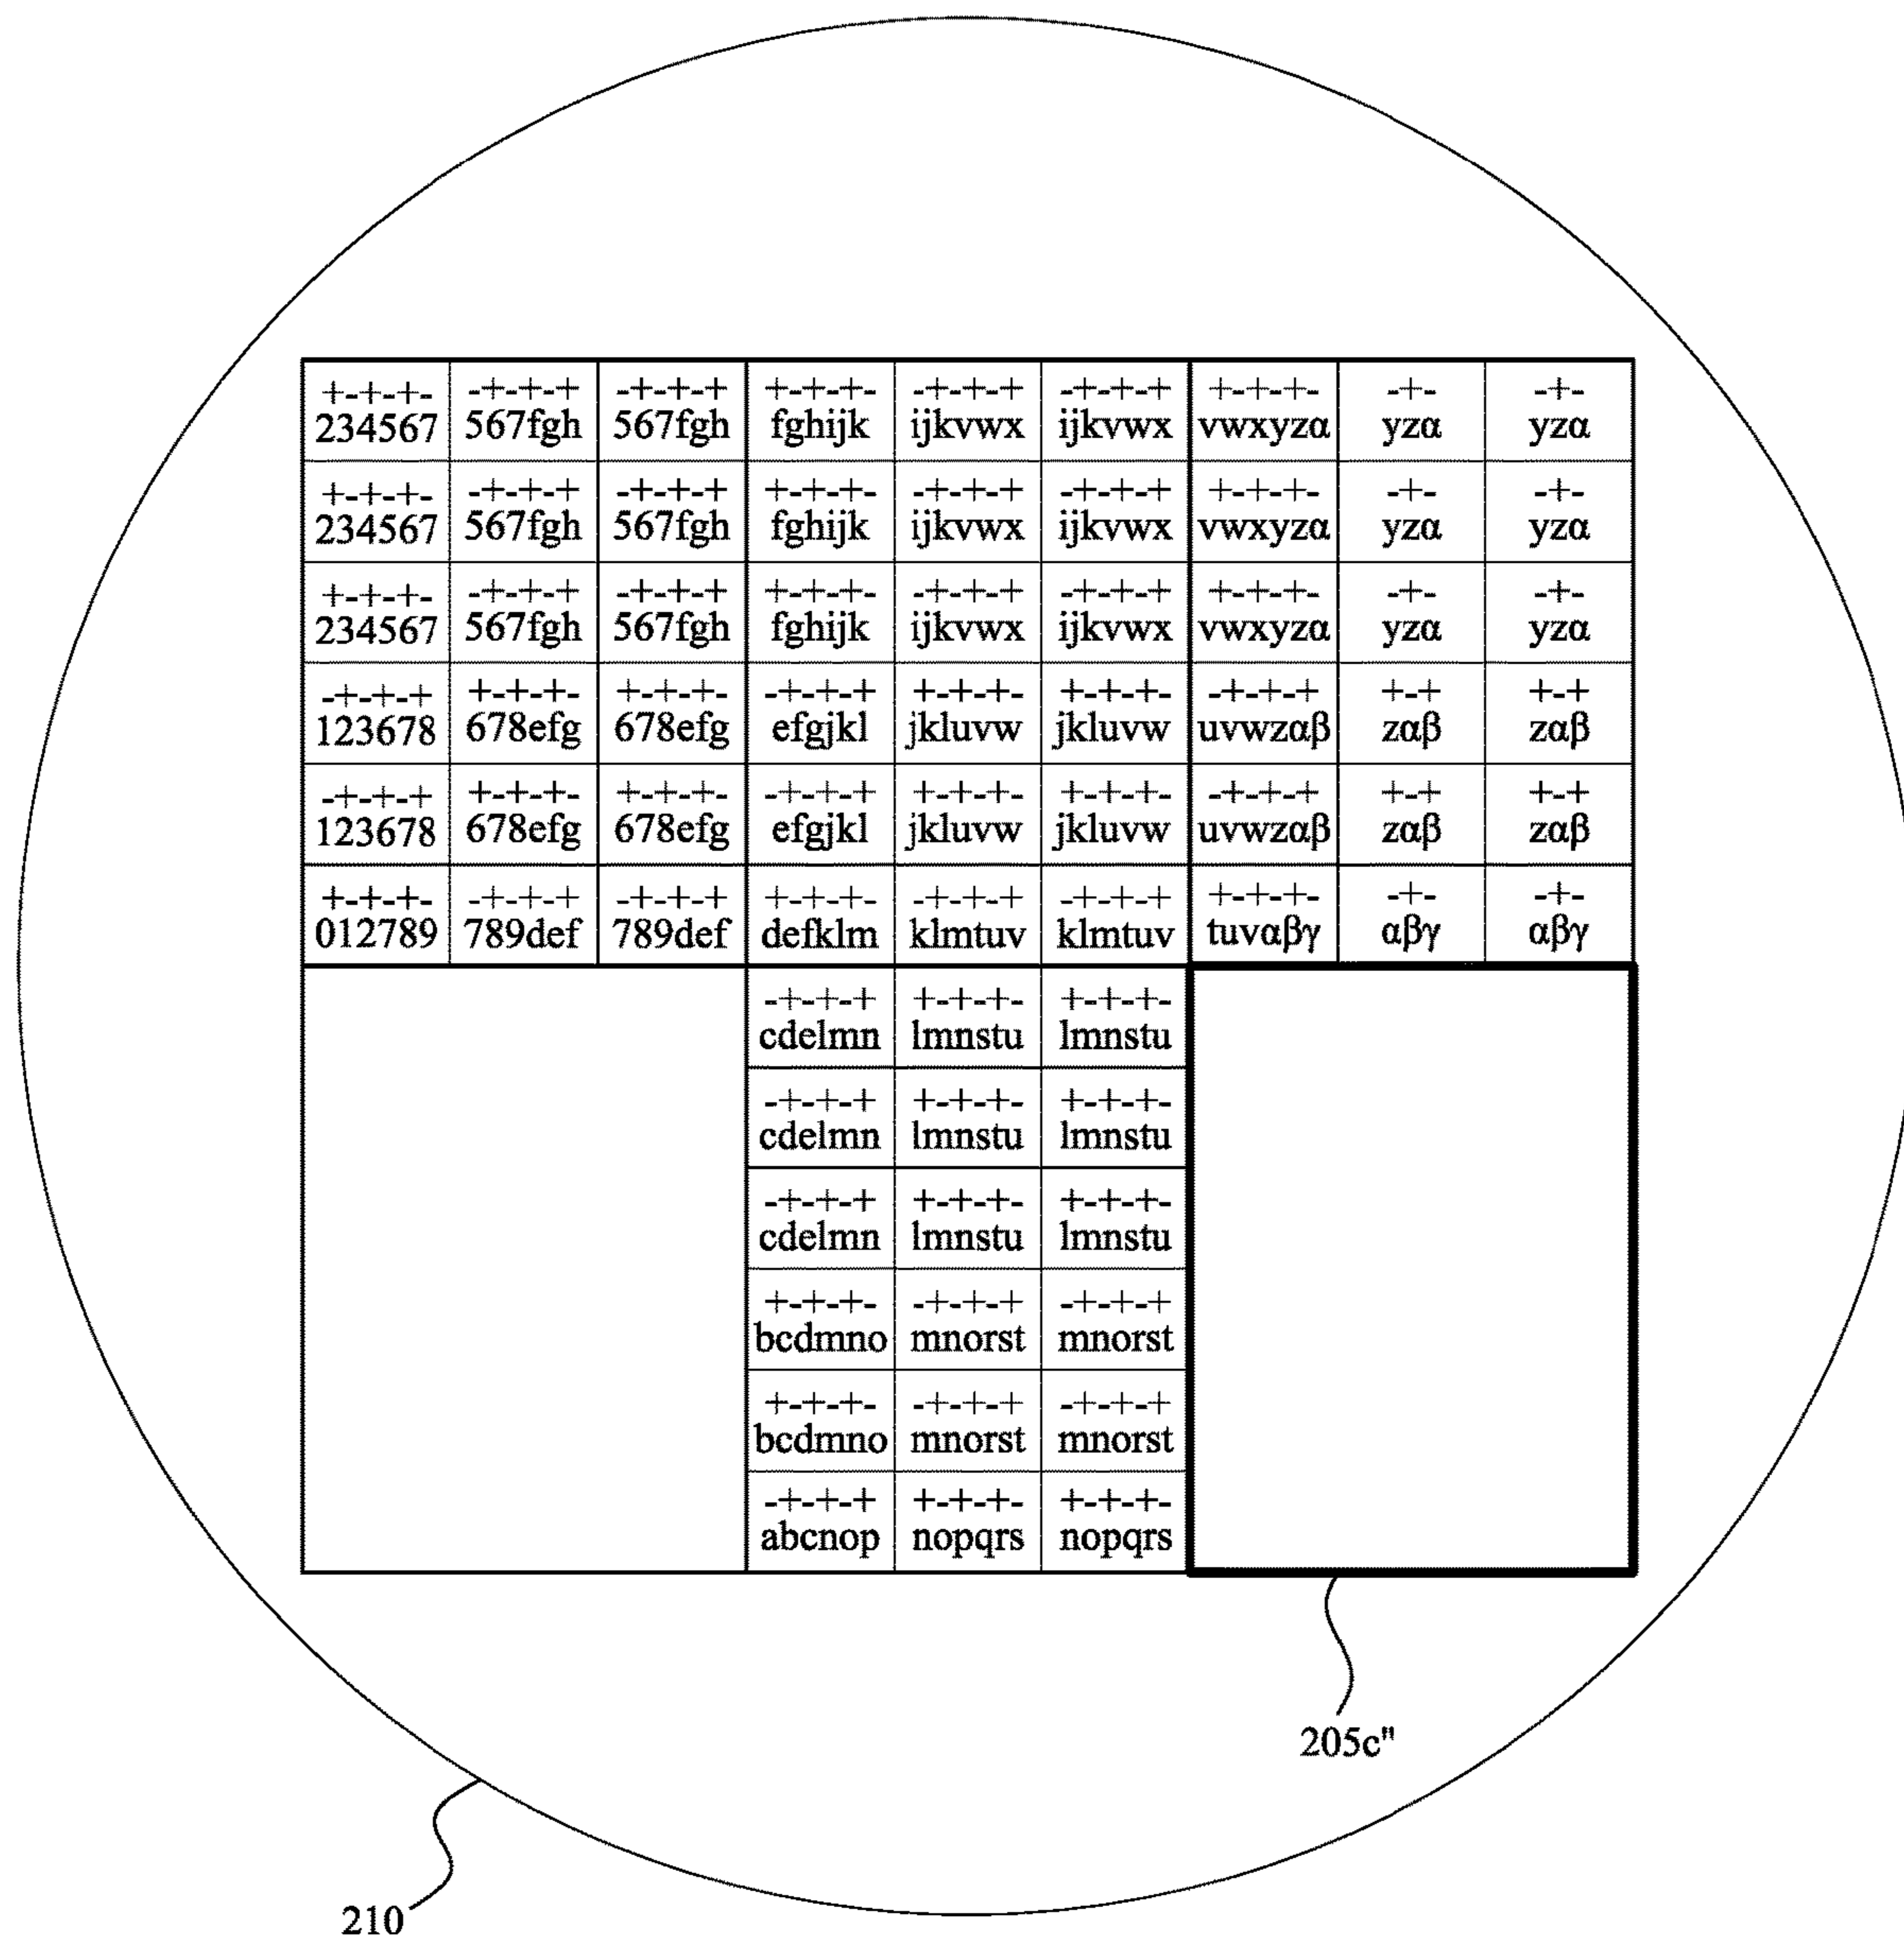 +-+-+- -+-+-+ -+-+-+ +-+-+- -+-+-+ -+-+-+ +-+-+- -+- -+-
234567 567fgh 567fgh fghijk ijkvwx ijkvwx vwxyzα yzα yzα
+-+-+- -+-+-+ -+-+-+ +-+-+- -+-+-+ -+-+-+ +-+-+- -+- -+-
234567 567fgh 567fgh fghijk ijkvwx ijkvwx vwxyzα yzα yzα
+-+-+- -+-+-+ -+-+-+ +-+-+- -+-+-+ -+-+-+ +-+-+- -+- -+-
234567 567fgh 567fgh fghijk ijkvwx ijkvwx vwxyzα yzα yzα
-+-+-+ +-+-+- +-+-+- -+-+-+ +-+-+- +-+-+- -+-+-+ +-+ +-+
123678 678efg 678efg efgjkl jkluvw jkluvw uvwzαβ zαβ zαβ
-+-+-+ +-+-+- +-+-+- -+-+-+ +-+-+- +-+-+- -+-+-+ +-+ +-+
123678 678efg 678efg efgjkl jkluvw jkluvw uvwzαβ zαβ zαβ
+-+-+- -+-+-+ -+-+-+ +-+-+- -+-+-+ -+-+-+ +-+-+- -+- -+-
012789 789def 789def defklm klmtuv klmtuv tuvαβγ αβγ αβγ
-+-+-+ +-+-+- +-+-+-
cdelmn lmnstu lmnstu
-+-+-+ +-+-+- +-+-+-
cdelmn lmnstu lmnstu
-+-+-+ +-+-+- +-+-+-
cdelmn lmnstu lmnstu
+-+-+- -+-+-+ -+-+-+
bcdmno mnorst mnorst
+-+-+- -+-+-+ -+-+-+
bcdmno mnorst mnorst
-+-+-+ +-+-+- +-+-+-
abcnop nopqrs nopqrs
205c"
210